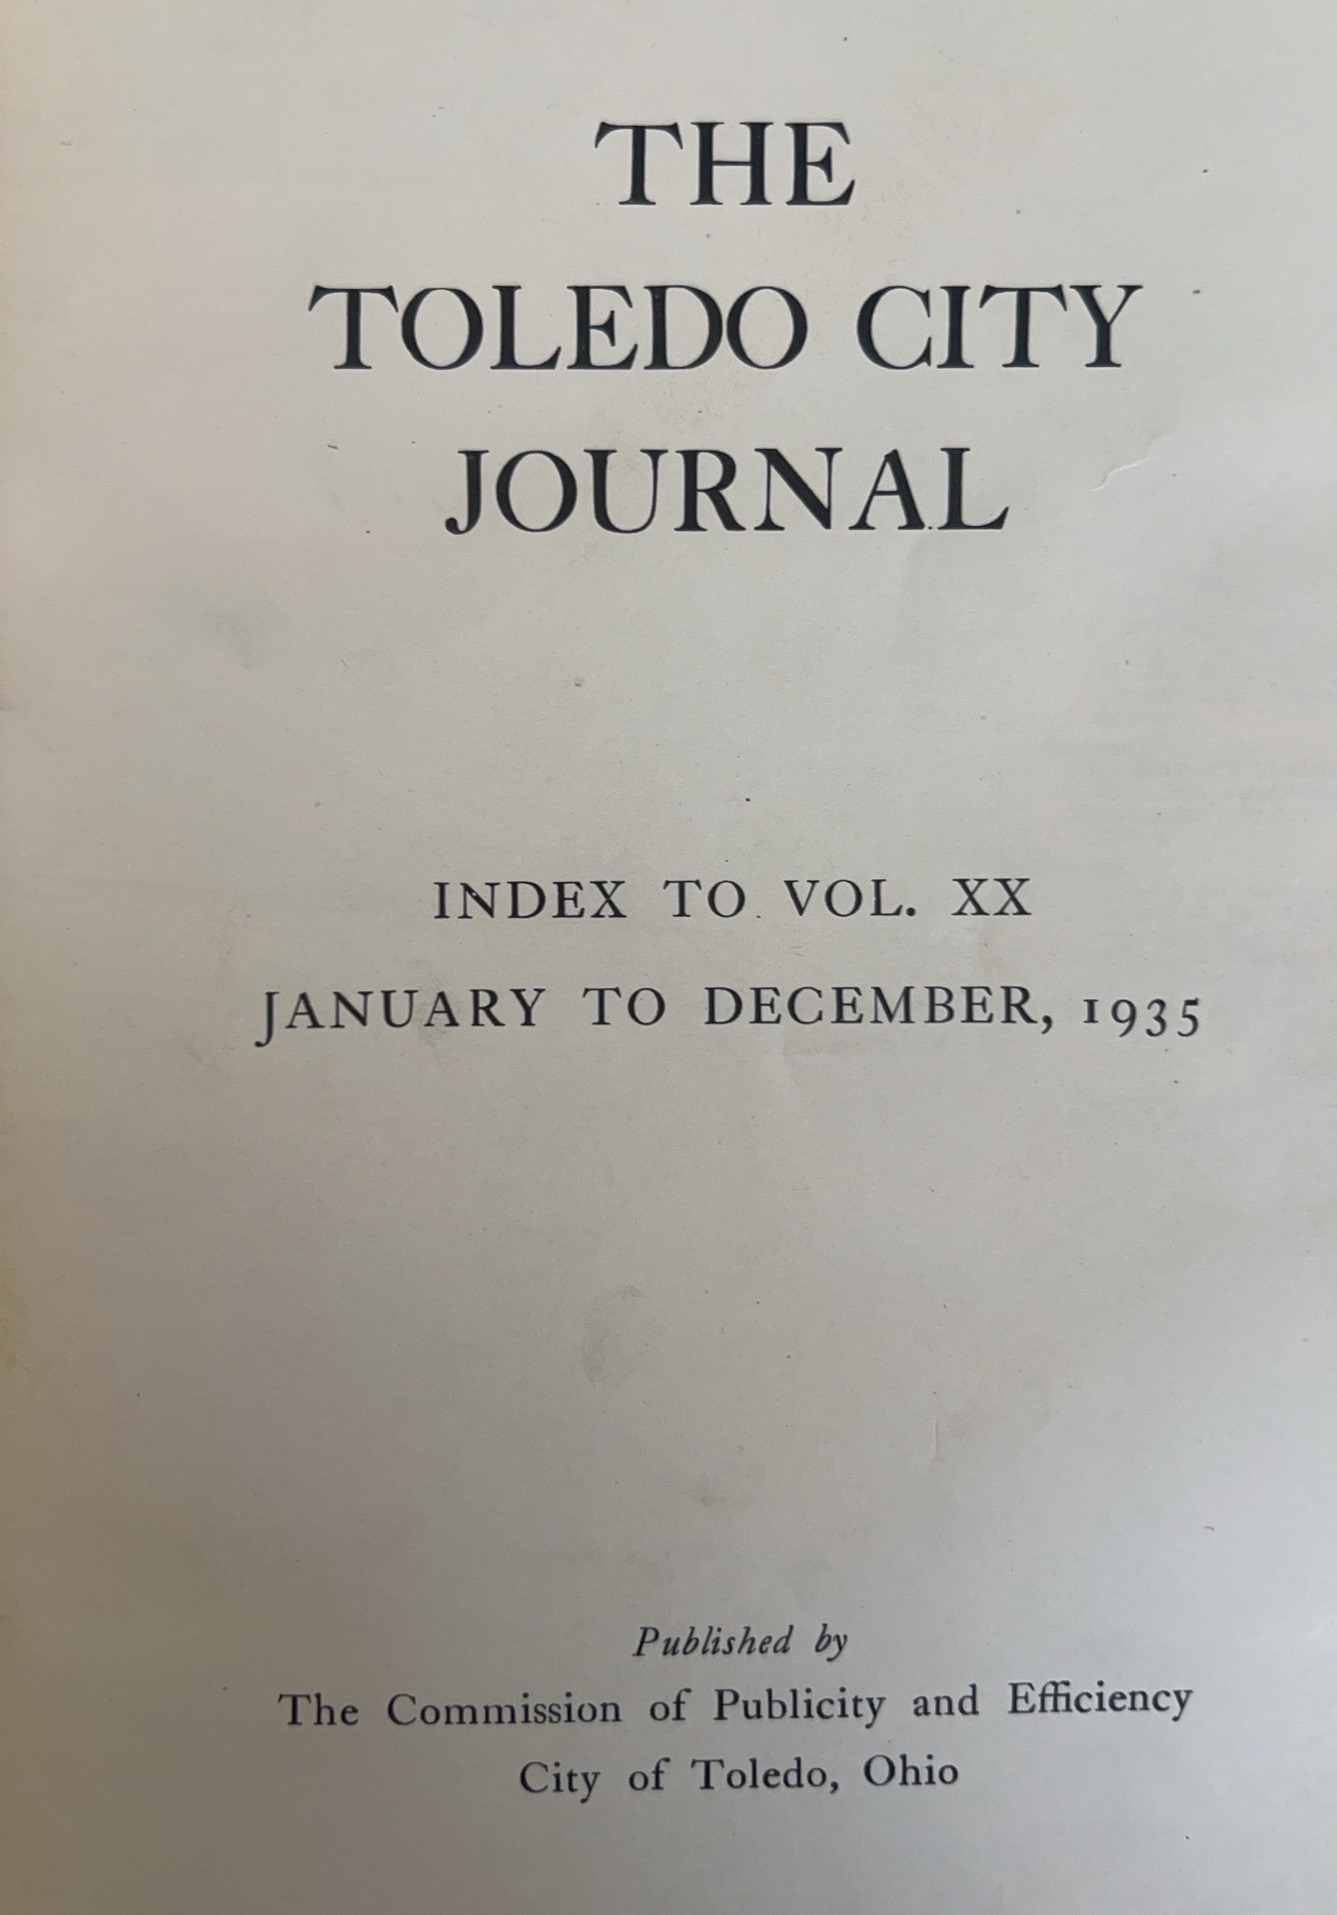 THE
TOLEDO CITY
JOURNAL
INDEX TO VOL. XX
JANUARY TO DECEMBER, 1935
Published by
The Commission of Publicity and Efficiency
City of Toledo, Ohio